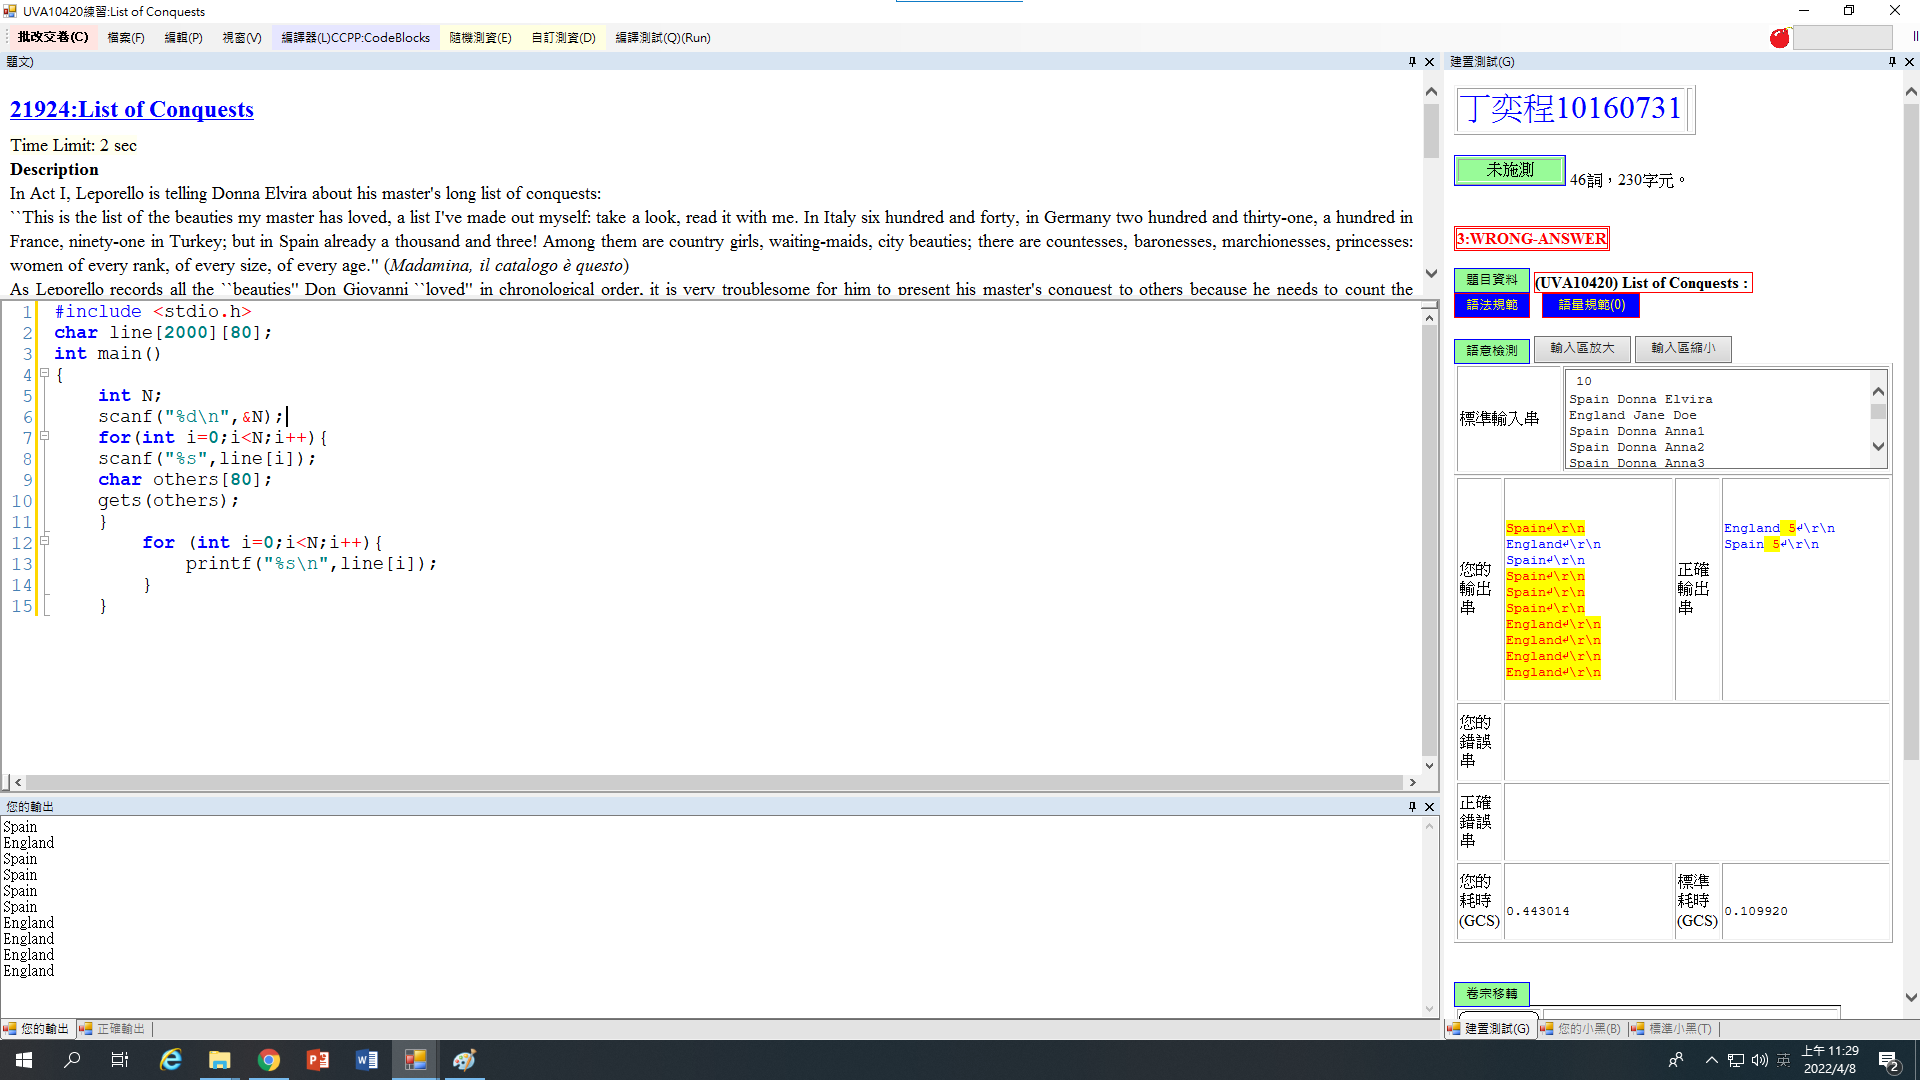 UVA10420練習:List of Conquests
批改交卷(C) 檔案(F) 編輯(P) 視窗(V) 編譯器(L)CCPP:CodeBlocks 隨機測資(E) 自訂測資(D) 編譯測試(Q)(Run)
題文)
21924:List of Conquests
Time Limit: 2 sec
Description
In Act I, Leporello is telling Donna Elvira about his master's long list of conquests:
``This is the list of the beauties my master has loved, a list I've made out myself: take a look, read it with me. In Italy six hundred and forty, in Germany two hundred and thirty-one, a hundred in
France, ninety-one in Turkey; but in Spain already a thousand and three! Among them are country girls, waiting-maids, city beauties; there are countesses, baronesses, marchionesses, princesses:
women of every rank, of every size, of every age.'' (Madamina, il catalogo è questo)
As Leporello records all the ``beauties'' Don Giovanni ``loved'' in chronological order, it is very troublesome for him to present his master's conquest to others because he needs to count the
1 #include <stdio.h>
2 char line[2000][80];
3 int main()
4 {
5 int N;
6 scanf("%d\n",&N);
7 for(int i=0;i<N;i++){
8 scanf("%s",line[i]);
9 char others[80];
10 gets(others);
11 }
12 for (int i=0;i<N;i++){
13 printf("%s\n",line[i]);
14 }
15 }
您的輸出
Spain
England
Spain
Spain
Spain
Spain
England
England
England
England
您的輸出 正確輸出
建置測試(G)
丁奕程10160731
未施測 46詞，230字元。
3:WRONG-ANSWER
題目資料 (UVA10420) List of Conquests :
語法規範 語量規範(0)
語意檢測 輸入區放大 輸入區縮小
標準輸入串
10
Spain Donna Elvira
England Jane Doe
Spain Donna Anna1
Spain Donna Anna2
Spain Donna Anna3
您的輸出串
Spain↲\r\n
England↲\r\n
Spain↲\r\n
Spain↲\r\n
Spain↲\r\n
Spain↲\r\n
England↲\r\n
England↲\r\n
England↲\r\n
England↲\r\n
正確輸出串
England 5↲\r\n
Spain 5↲\r\n
您的錯誤串
正確錯誤串
您的耗時(GCS) 0.443014 標準耗時(GCS) 0.109920
卷宗移轉
建置測試(G) 您的小黑(B) 標準小黑(T)
英 上午 11:29
2022/4/8
2